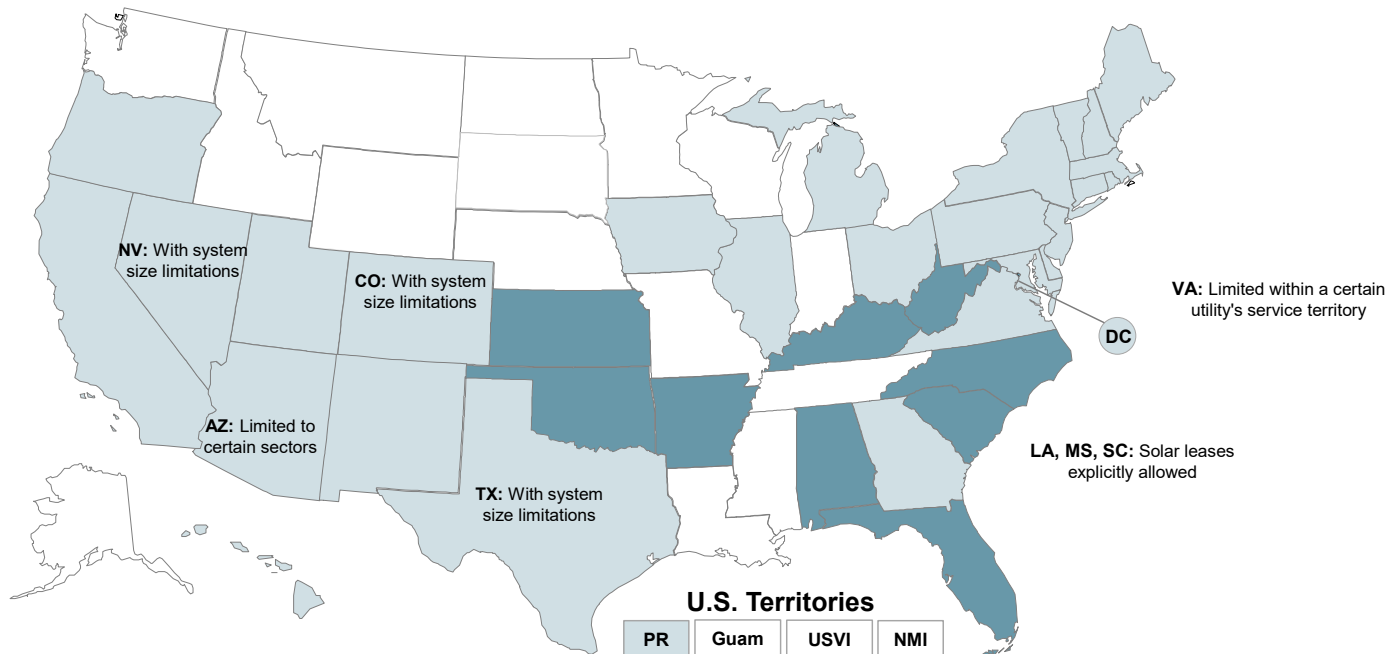 NV: With system
size limitations
CO: With system
size limitations
VA: Limited within a certain
utility's service territory
DC
AZ: Limited to
certain sectors
LA, MS, SC: Solar leases
explicitly allowed
TX: With system
size limitations
U.S. Territories
PR Guam USVI NMI